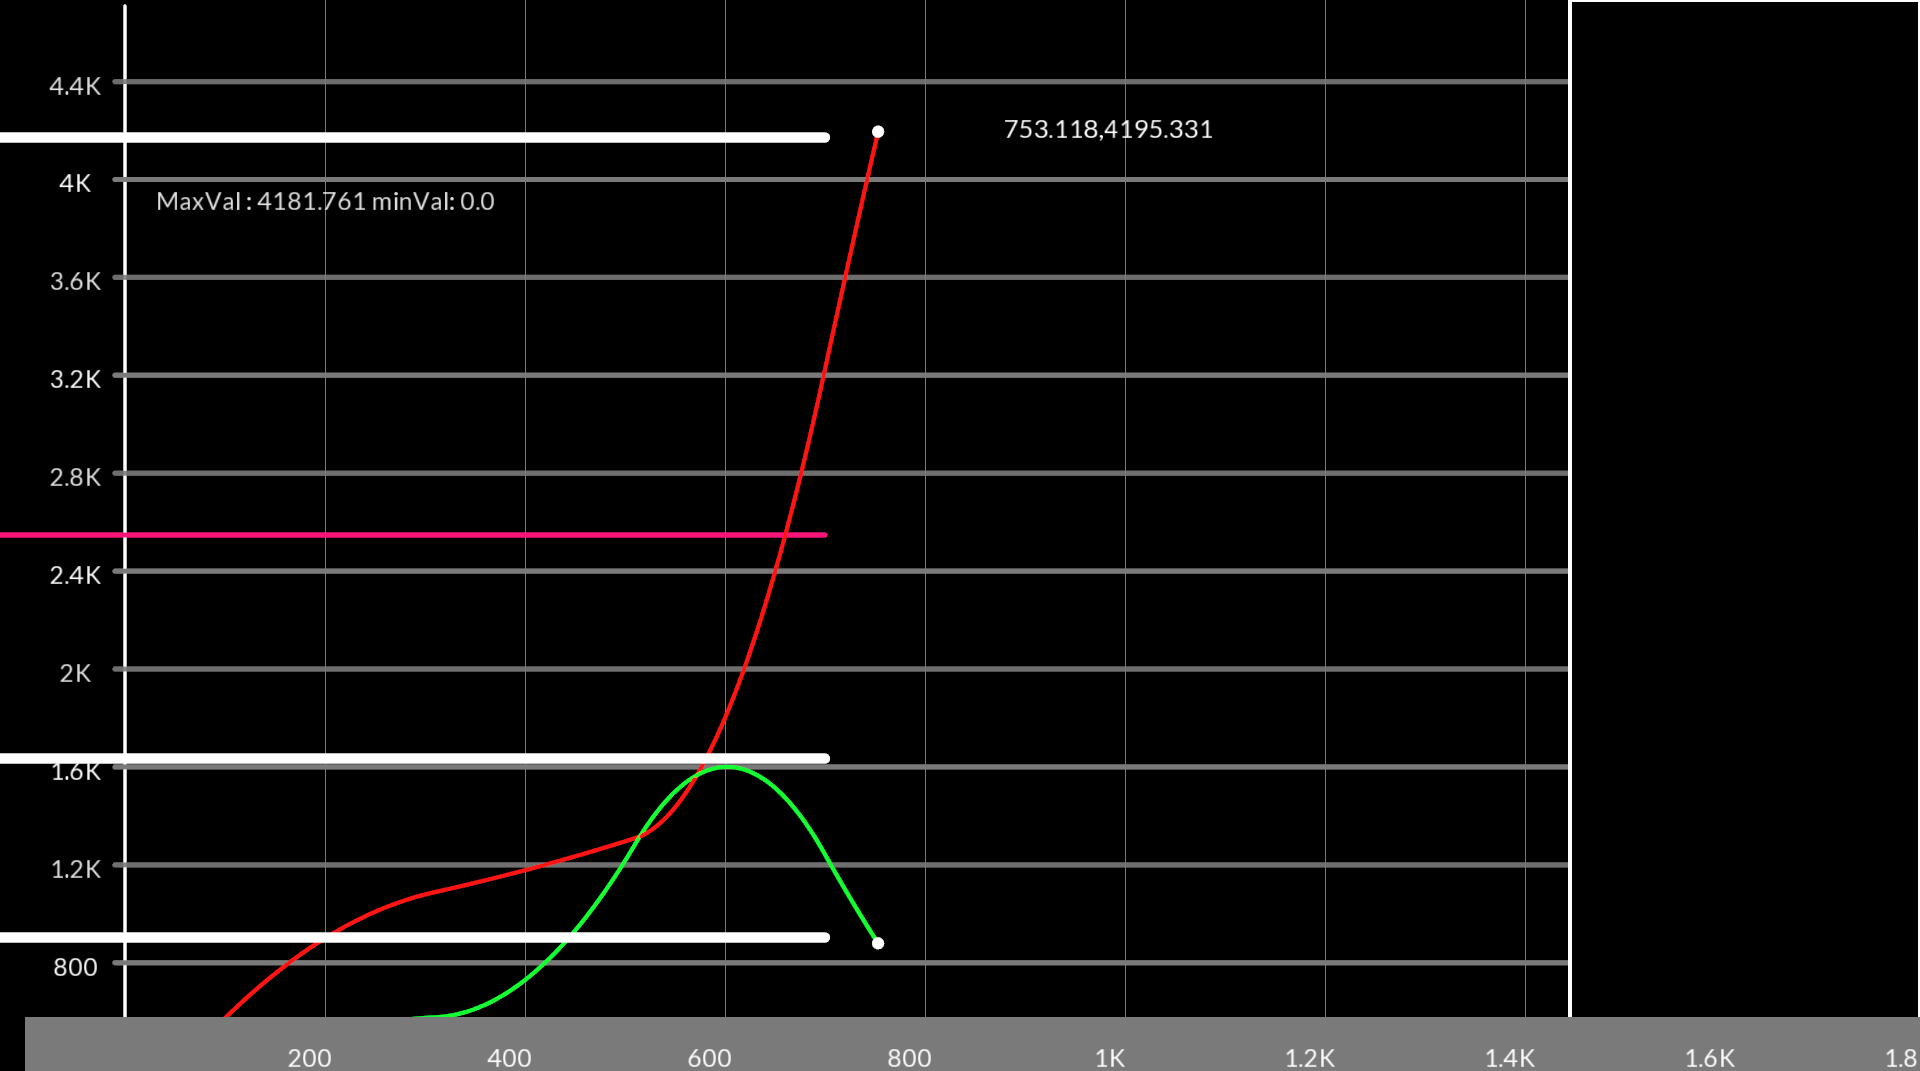 4.4K
753.118,4195.331
4K
MaxVal : 4181.761 minVal: 0.0
3.6K
3.2K
2.8K
2.4K
2K
1.6K
1.2K
800
200 400 600 800 1K 1.2K 1.4K 1.6K 1.8